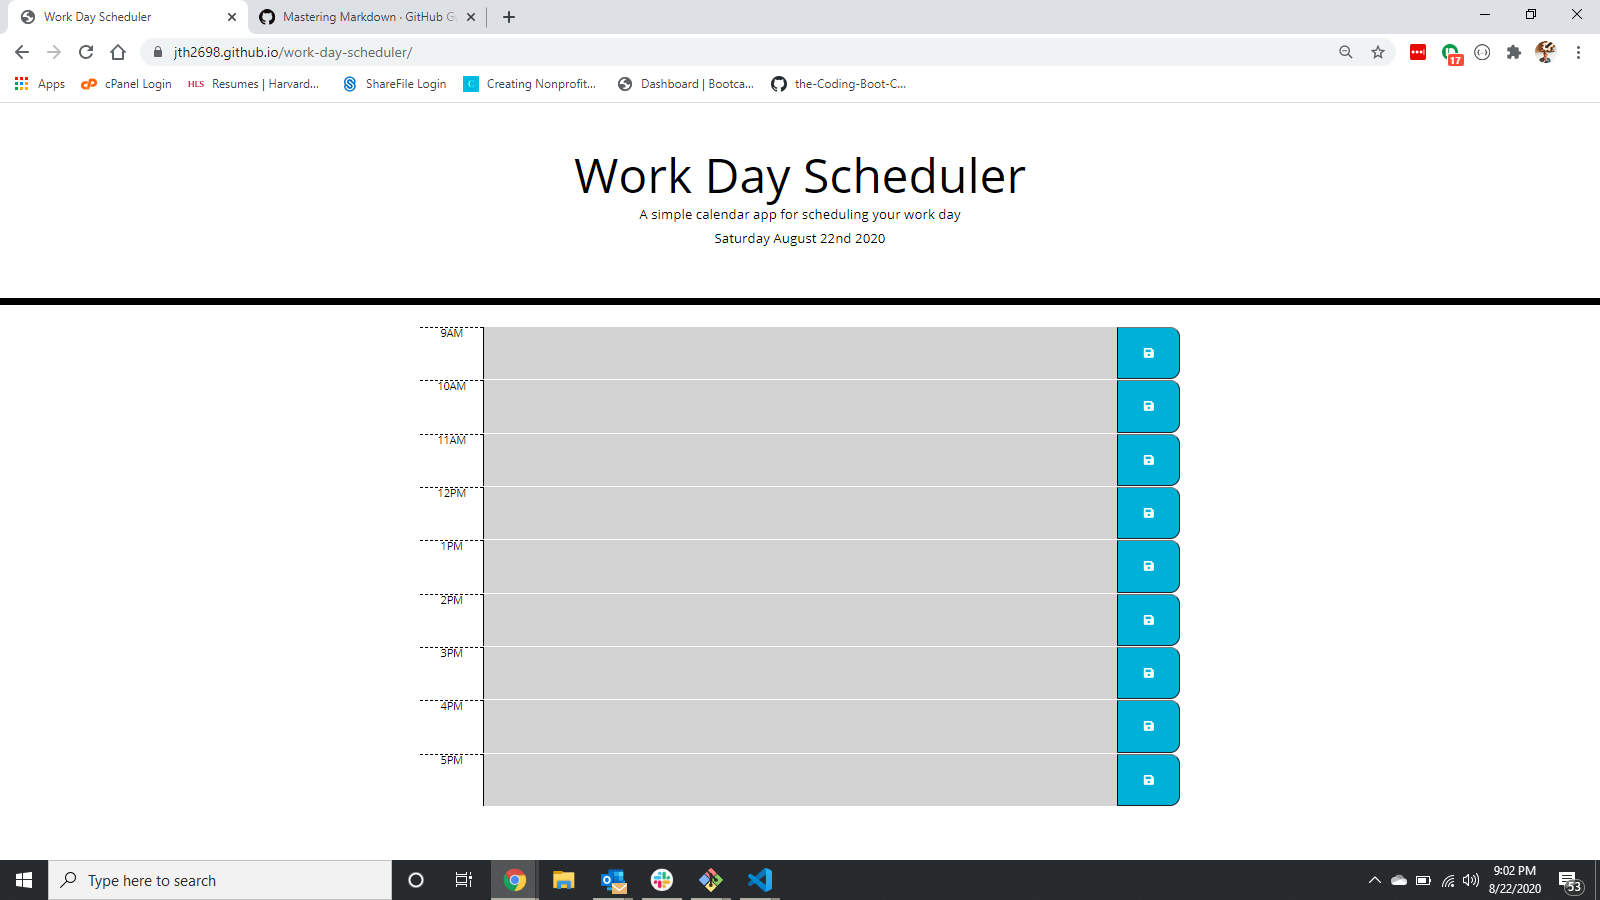 Work Day Scheduler
Mastering Markdown · GitHub Gu
jth2698.github.io/work-day-scheduler/
17
Apps
cPanel Login
HLS Resumes | Harvard...
ShareFile Login
C Creating Nonprofit...
Dashboard | Bootca...
the-Coding-Boot-C...
Work Day Scheduler
A simple calendar app for scheduling your work day
Saturday August 22nd 2020
9AM
10AM
11AM
12PM
1PM
2PM
3PM
4PM
5PM
Type here to search
9:02 PM
8/22/2020
53